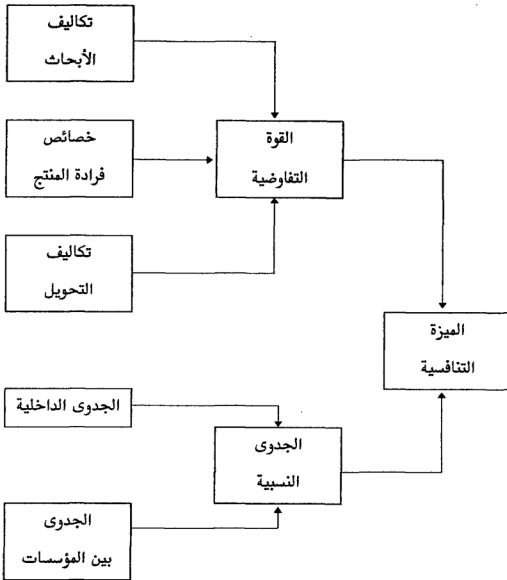 تكاليف
الأبحاث
خصائص
فرادة المنتج
القوة
التفاوضية
تكاليف
التحويل
الميزة
التنافسية
الجدوى الداخلية
الجدوى
النسبية
الجدوى
بين المؤسسات